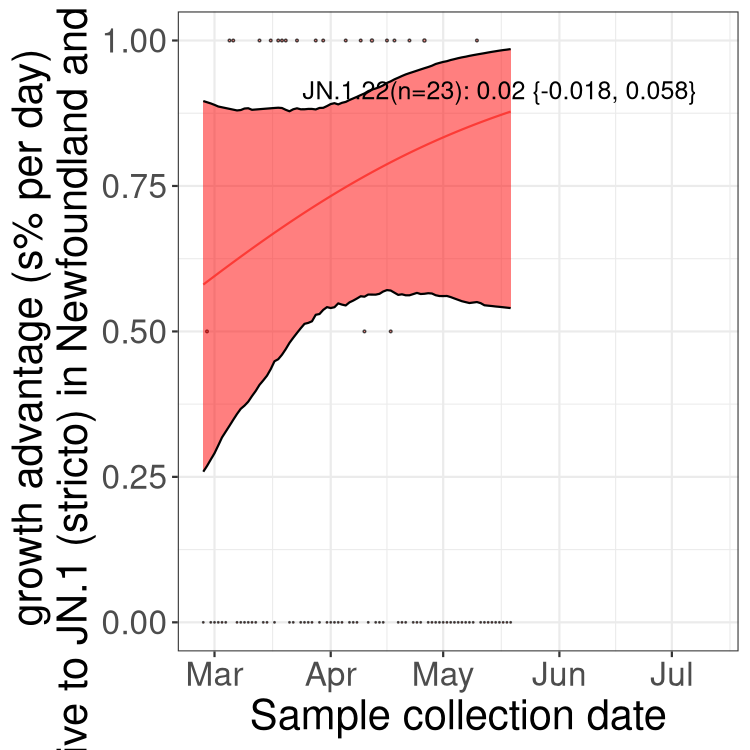 growth advantage (s% per day)
ive to JN.1 (stricto) in Newfoundland and
1.00
0.75
0.50
0.25
0.00
JN.1.22(n=23): 0.02 {-0.018, 0.058}
Mar Apr May Jun Jul
Sample collection date